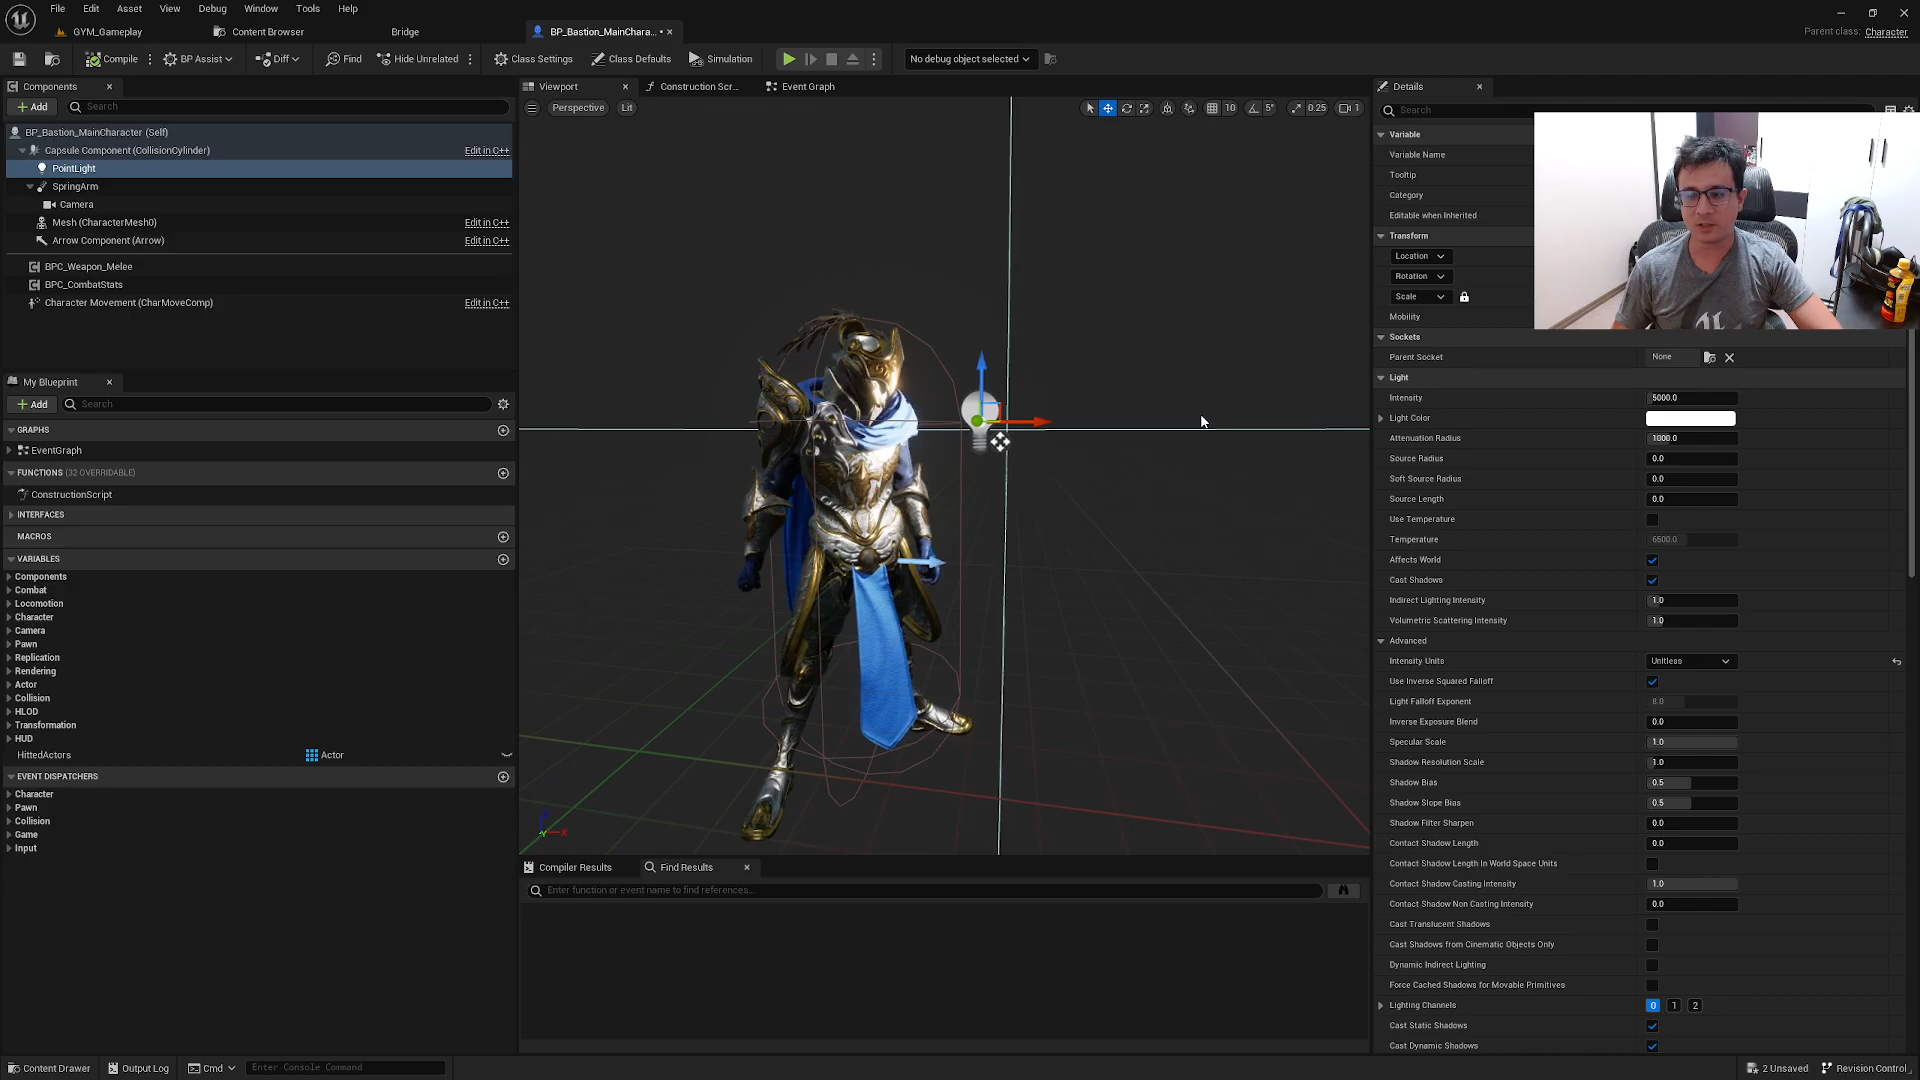 File Edit Asset View Debug Window Tools Help
GYM_Gameplay Content Browser Bridge BP_Bastion_MainChara... •
Parent class: Character
Compile BP Assist Diff Find Hide Unrelated Class Settings Class Defaults Simulation No debug object selected
Components
Add Search
BP_Bastion_MainCharacter (Self)
Capsule Component (CollisionCylinder) Edit in C++
PointLight
SpringArm
Camera
Mesh (CharacterMesh0) Edit in C++
Arrow Component (Arrow) Edit in C++
BPC_Weapon_Melee
BPC_CombatStats
Character Movement (CharMoveComp) Edit in C++
My Blueprint
Add Search
GRAPHS
EventGraph
FUNCTIONS (32 OVERRIDABLE)
ConstructionScript
INTERFACES
MACROS
VARIABLES
Components
Combat
Locomotion
Character
Camera
Pawn
Replication
Rendering
Actor
Collision
HLOD
Transformation
HUD
HittedActors Actor
EVENT DISPATCHERS
Character
Pawn
Collision
Game
Input
Viewport Construction Scr... Event Graph
Perspective Lit 10 5° 0.25 1
X
Compiler Results Find Results
Enter function or event name to find references...
Details
Search
Variable
Variable Name
Tooltip
Category
Editable when Inherited
Transform
Location
Rotation
Scale
Mobility
Sockets
Parent Socket None
Light
Intensity 5000.0
Light Color
Attenuation Radius 1000.0
Source Radius 0.0
Soft Source Radius 0.0
Source Length 0.0
Use Temperature
Temperature 6500.0
Affects World
Cast Shadows
Indirect Lighting Intensity 1.0
Volumetric Scattering Intensity 1.0
Advanced
Intensity Units Unitless
Use Inverse Squared Falloff
Light Falloff Exponent 8.0
Inverse Exposure Blend 0.0
Specular Scale 1.0
Shadow Resolution Scale 1.0
Shadow Bias 0.5
Shadow Slope Bias 0.5
Shadow Filter Sharpen 0.0
Contact Shadow Length 0.0
Contact Shadow Length In World Space Units
Contact Shadow Casting Intensity 1.0
Contact Shadow Non Casting Intensity 0.0
Cast Translucent Shadows
Cast Shadows from Cinematic Objects Only
Dynamic Indirect Lighting
Force Cached Shadows for Movable Primitives
Lighting Channels 0 1 2
Cast Static Shadows
Cast Dynamic Shadows
Content Drawer Output Log Cmd Enter Console Command 2 Unsaved Revision Control